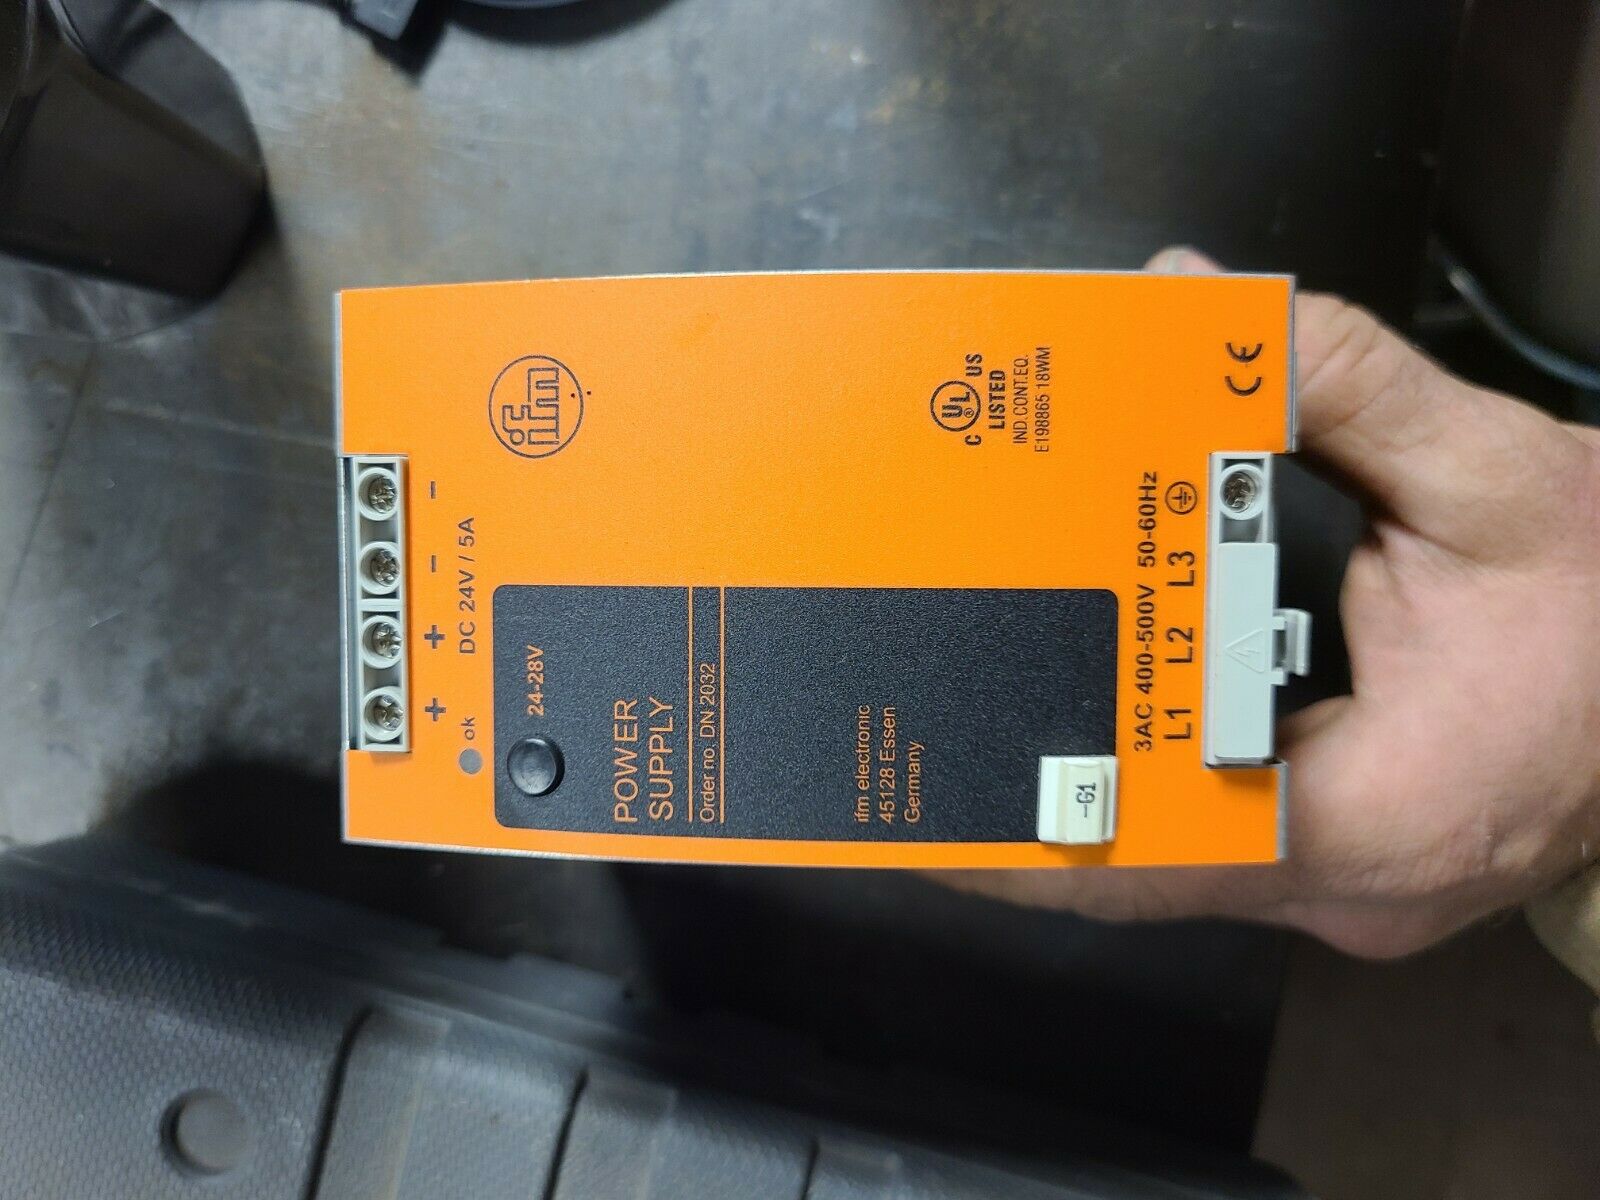 - - + +
DC 24V / 5A
ok
ifm
24-28V
POWER
SUPPLY
Order no. DN 2032
ifm electronic
45128 Essen
Germany
C UL ® US
LISTED
IND.CONT.EQ.
E198865 18WM
-G1
3AC 400-500V 50-60Hz
L1 L2 L3
CE